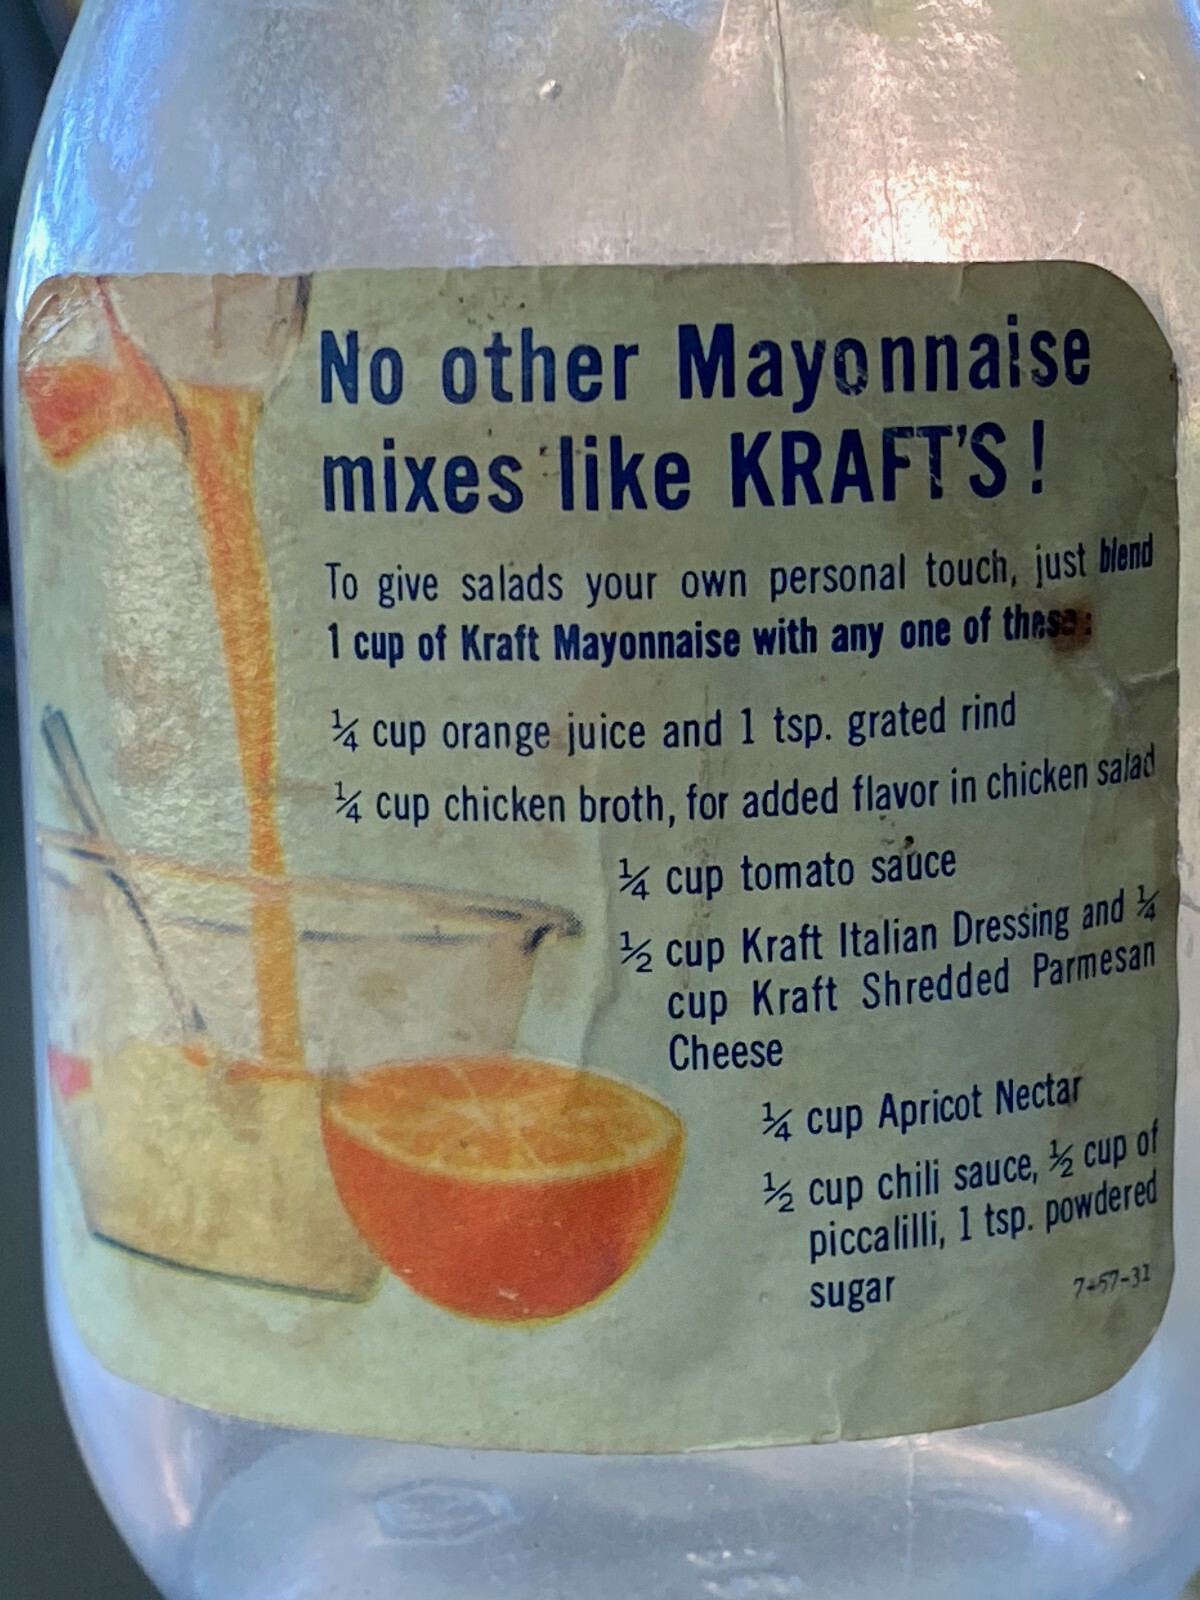 No other Mayonnaise
mixes like KRAFT'S!
To give salads your own personal touch, just blend
1 cup of Kraft Mayonnaise with any one of these:
¼ cup orange juice and 1 tsp. grated rind
¼ cup chicken broth, for added flavor in chicken salad
¼ cup tomato sauce
½ cup Kraft Italian Dressing and ¼
cup Kraft Shredded Parmesan
Cheese
¼ cup Apricot Nectar
½ cup chili sauce, ½ cup of
piccalilli, 1 tsp. powdered
sugar
7-57-31